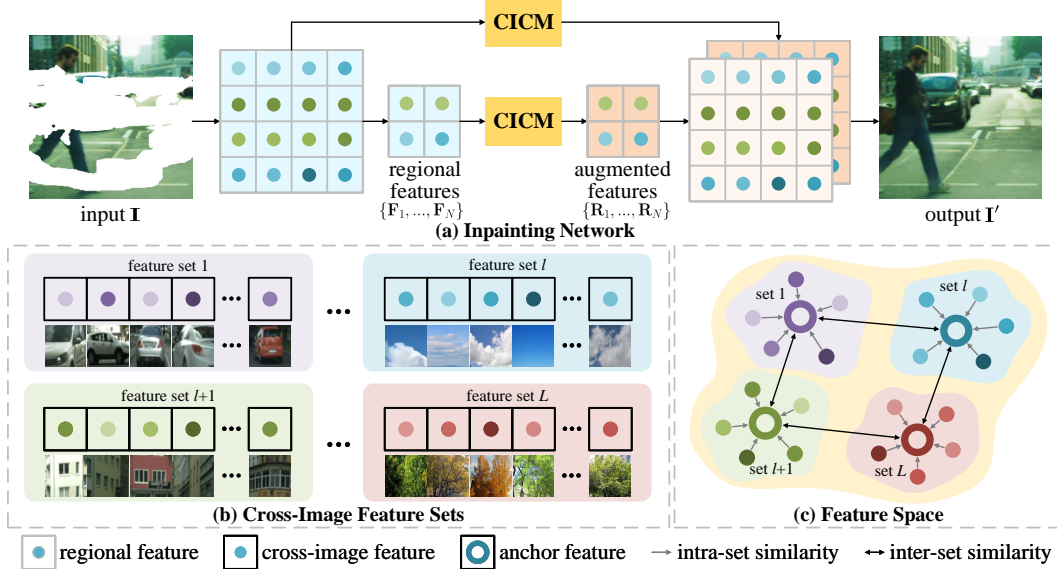 CICM
CICM
regional
features
{F1, ..., FN}
augmented
features
{R1, ..., RN}
input I
output I′
(a) Inpainting Network
feature set 1
feature set l
feature set l+1
feature set L
(b) Cross-Image Feature Sets
set 1
set l
set l+1
set L
(c) Feature Space
regional feature
cross-image feature
anchor feature
intra-set similarity
inter-set similarity